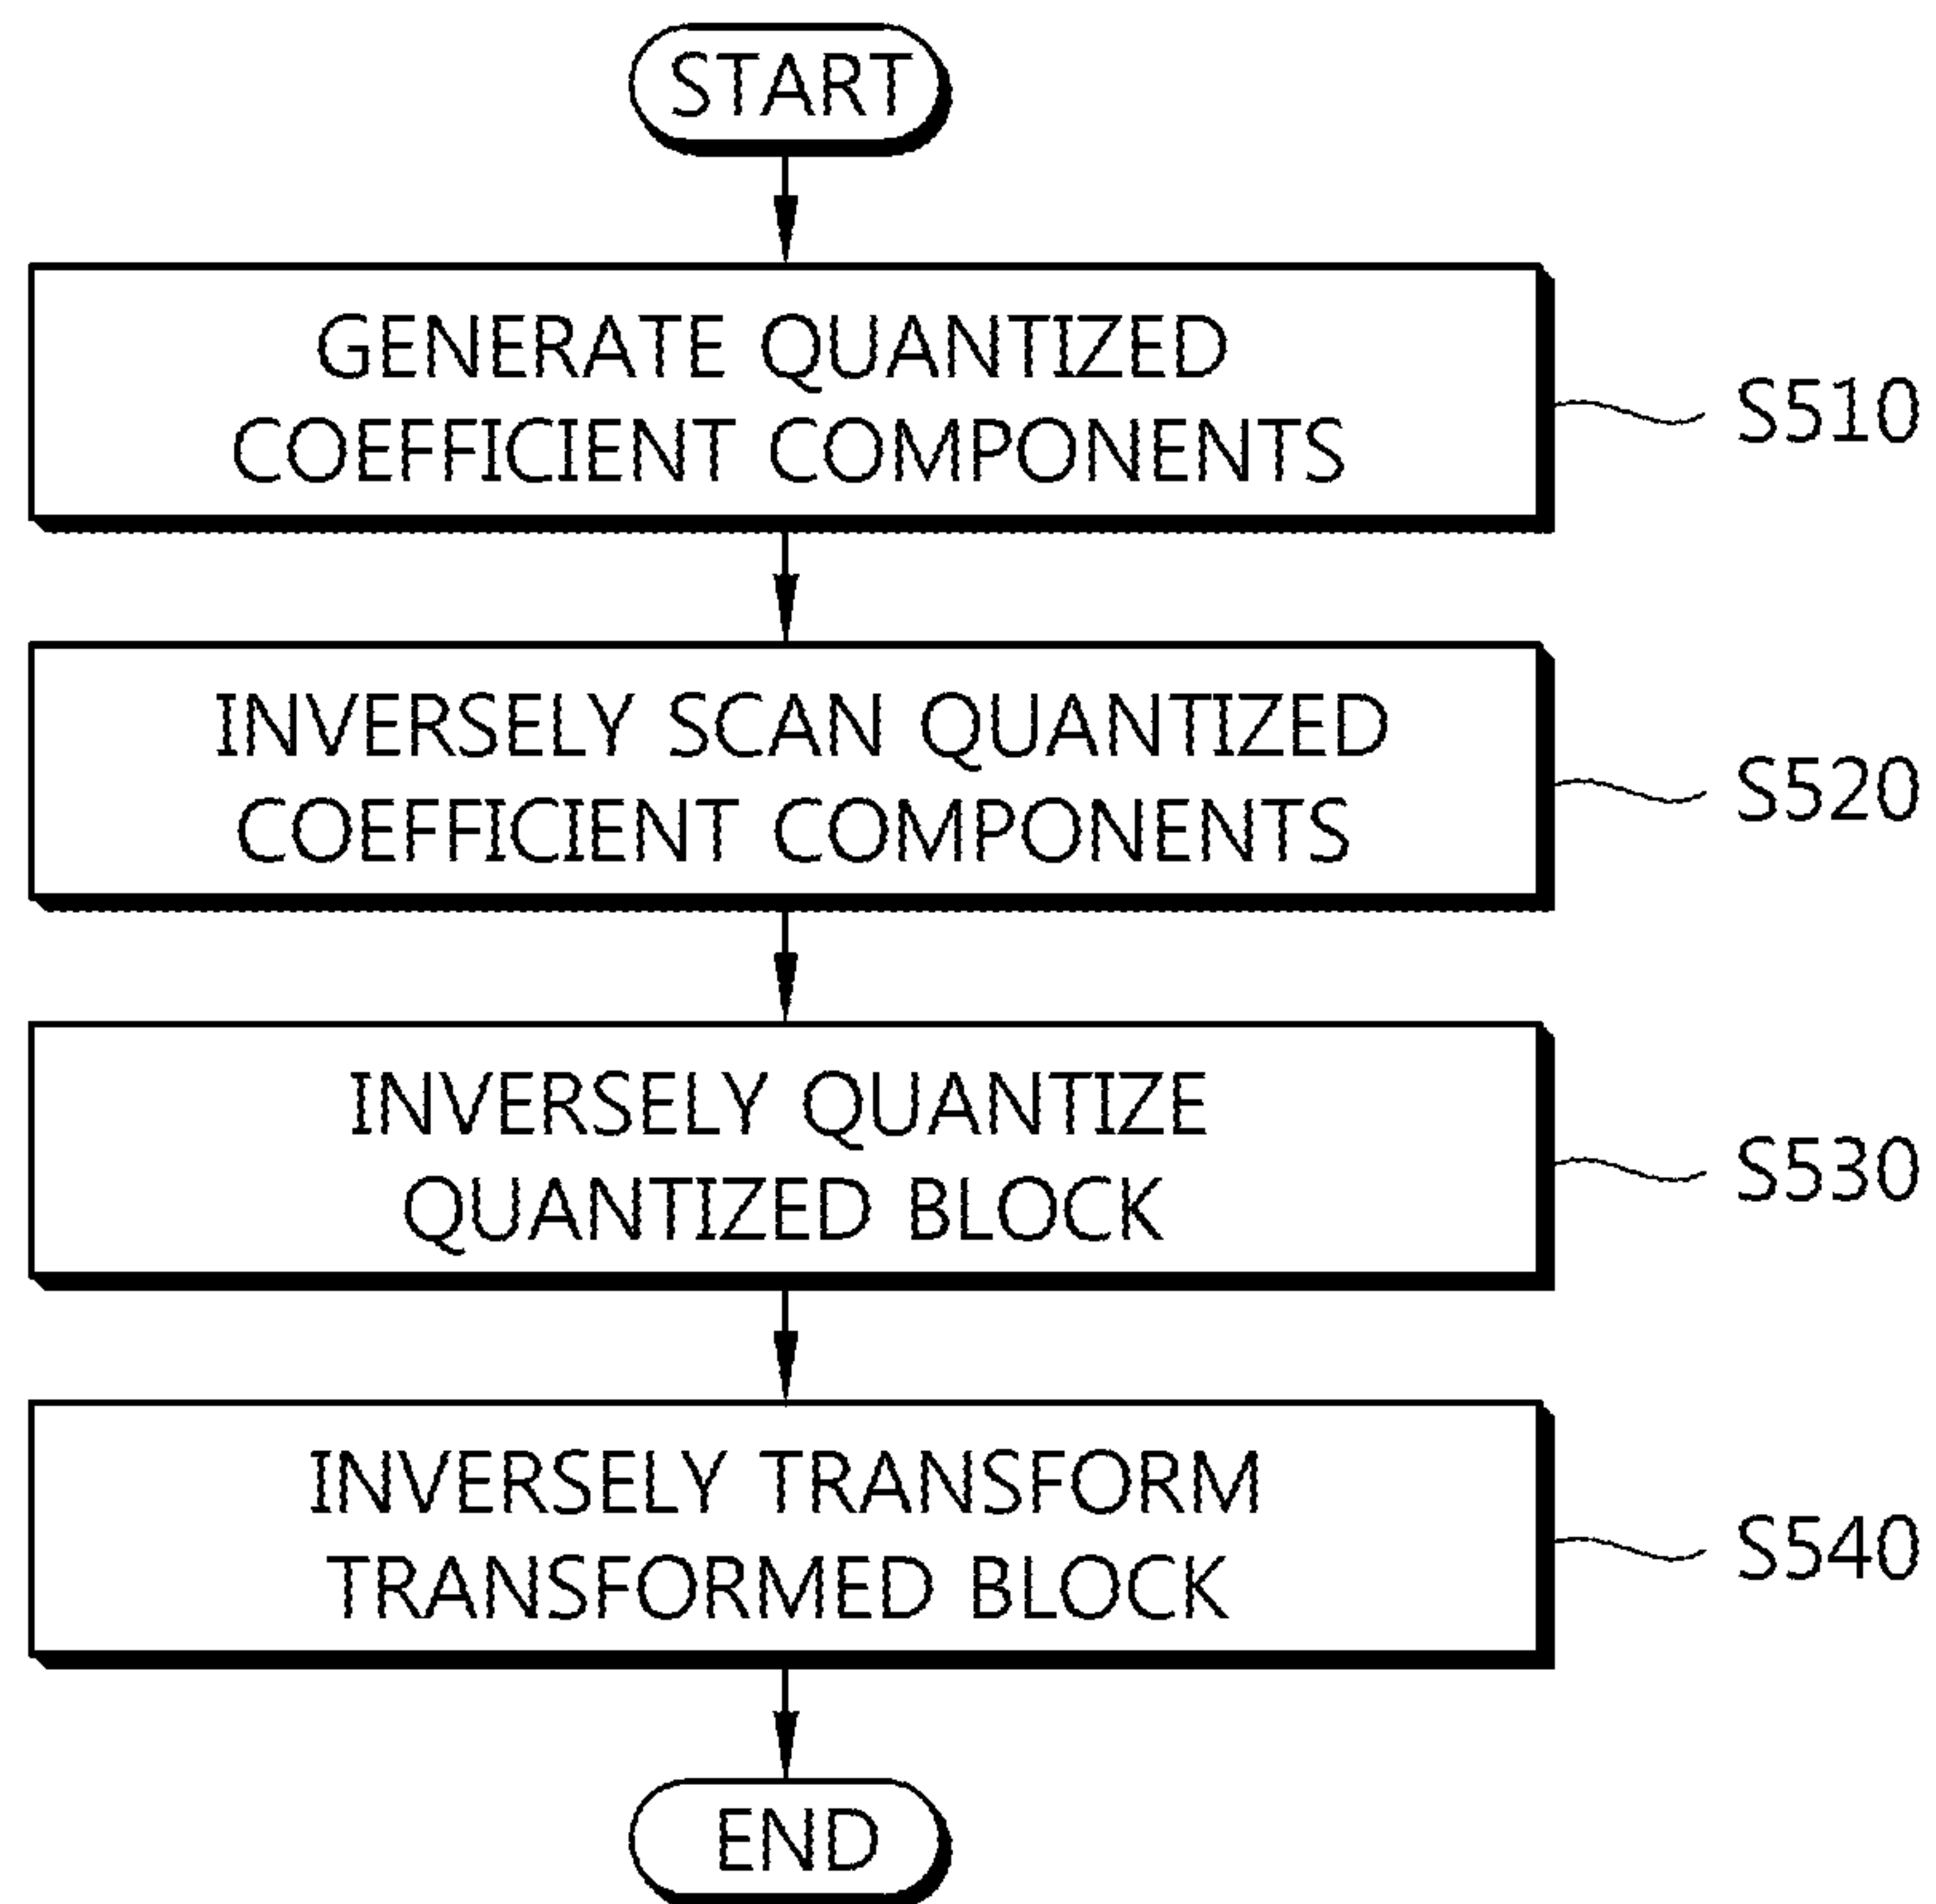 START
GENERATE QUANTIZED
COEFFICIENT COMPONENTS
S510
INVERSELY SCAN QUANTIZED
COEFFICIENT COMPONENTS
S520
INVERSELY QUANTIZE
QUANTIZED BLOCK
S530
INVERSELY TRANSFORM
TRANSFORMED BLOCK
S540
END